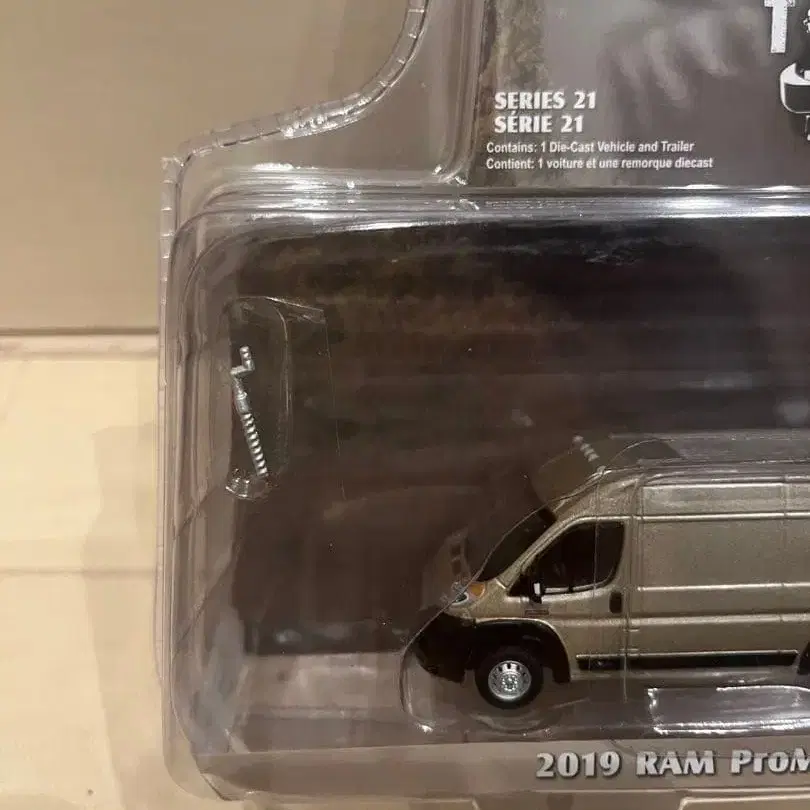 SERIES 21
SÉRIE 21
Contains: 1 Die-Cast Vehicle and Trailer
Contient: 1 voiture et une remorque diecast
2019 RAM ProM